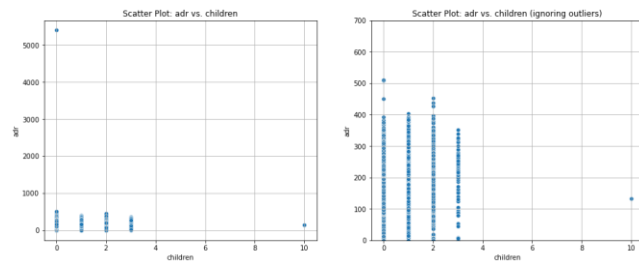 Scatter Plot: adr vs. children
5000
4000
3000
2000
1000
0
adr
0 2 4 6 8 10
children
Scatter Plot: adr vs. children (ignoring outliers)
700
600
500
400
300
200
100
0
adr
0 2 4 6 8 10
children